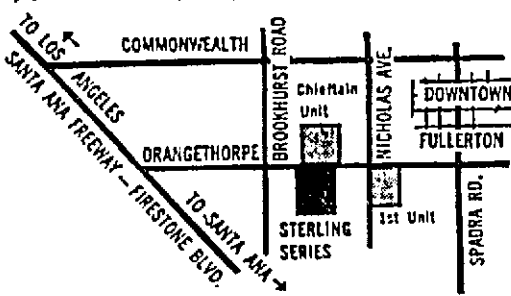 TO LOS ANGELES
SANTA ANA FREEWAY — FIRESTONE BLVD.
TO SANTA ANA
COMMONWEALTH
BROOKHURST ROAD
Chieftain
Unit
NICHOLAS AVE.
DOWNTOWN
FULLERTON
ORANGETHORPE
STERLING
SERIES
1st Unit
SPADRA RD.